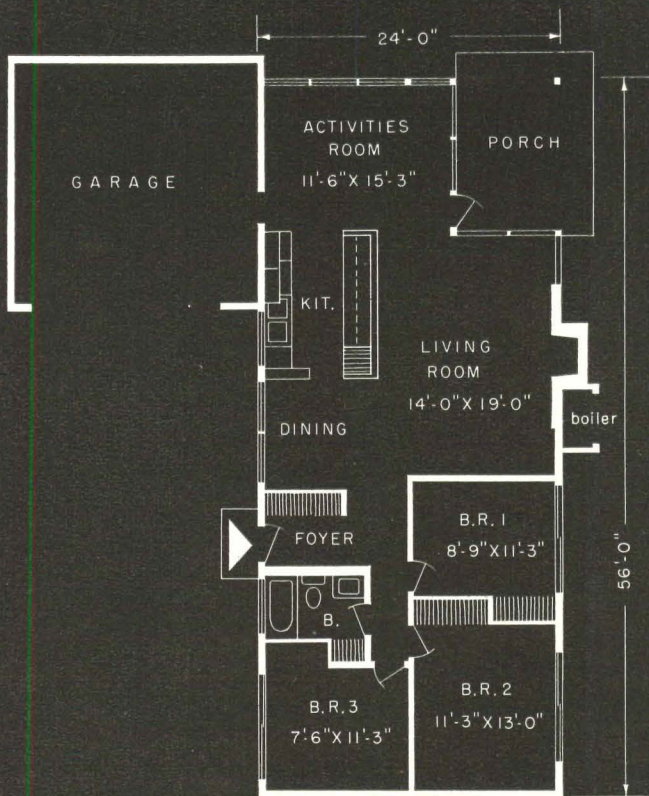 24'-0"
ACTIVITIES
ROOM
11'-6" X 15'-3"
PORCH
GARAGE
KIT.
LIVING
ROOM
14'-0" X 19'-0"
boiler
DINING
B.R. 1
8'-9" X 11'-3"
FOYER
56'-0"
B.
B.R. 2
11'-3" X 13'-0"
B.R. 3
7'-6" X 11'-3"